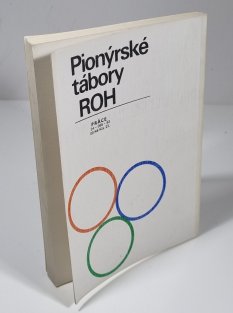 Pionýrské
tábory
ROH
PRÁCE